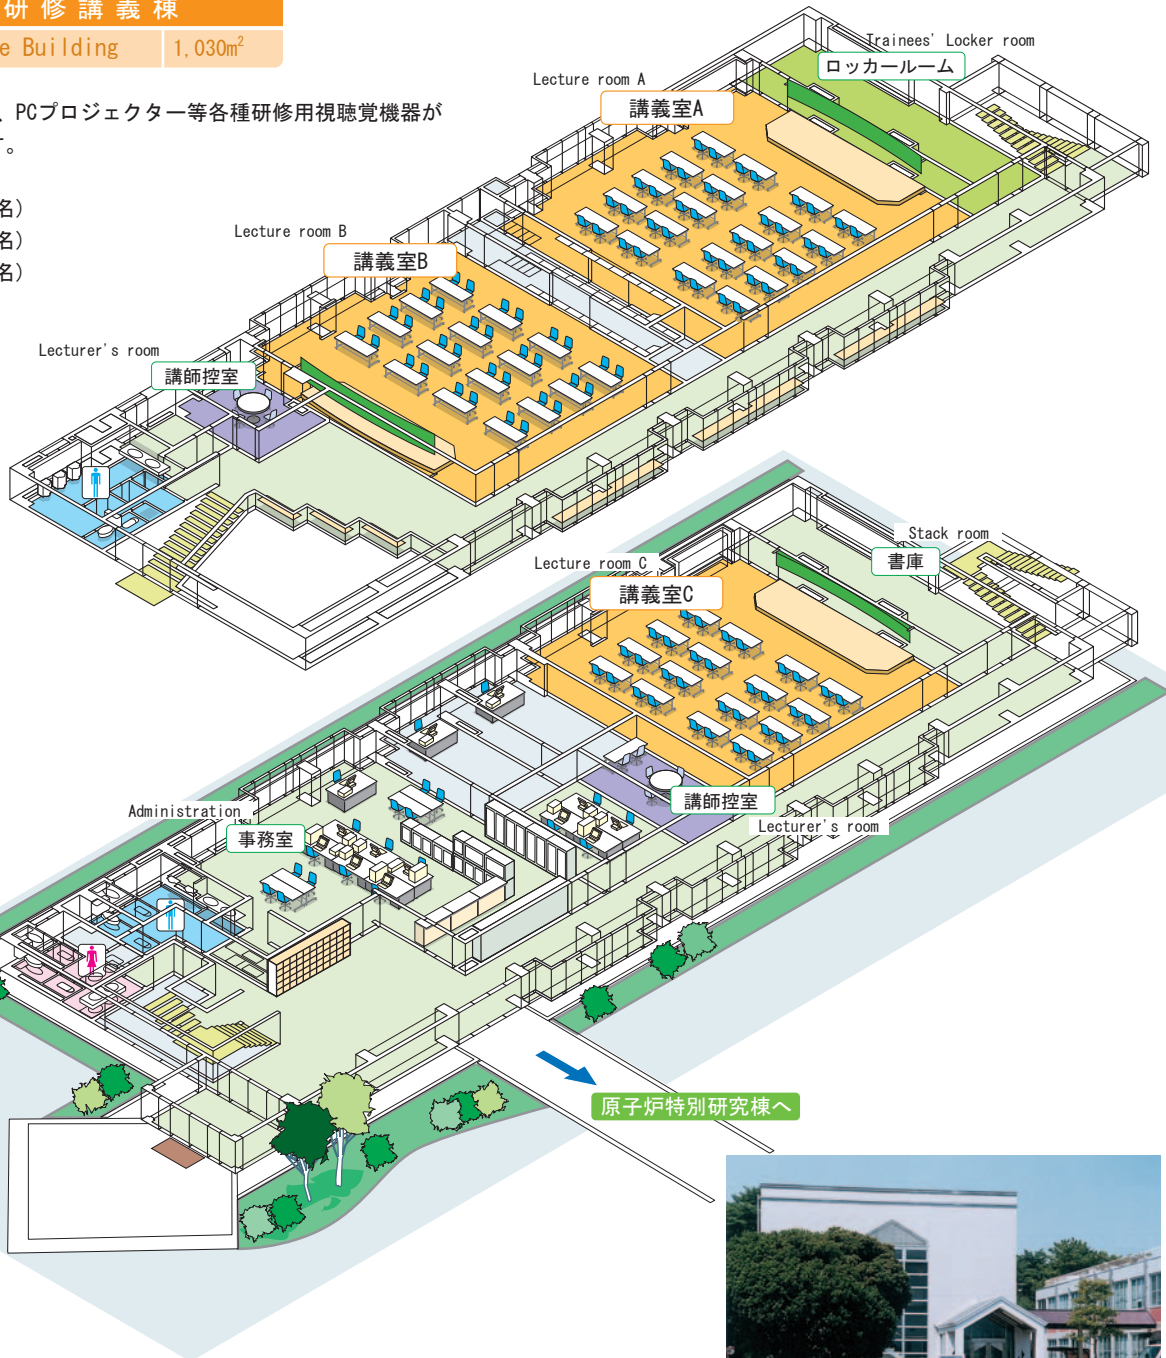 研修講義棟
e Building 1,030m²
、PCプロジェクター等各種研修用視聴覚機器が
。
名）
名）
名）
Trainees' Locker room
ロッカールーム
Lecture room A
講義室A
Lecture room B
講義室B
Lecturer's room
講師控室
Stack room
書庫
Lecture room C
講義室C
講師控室
Lecturer's room
Administration
事務室
原子炉特別研究棟へ